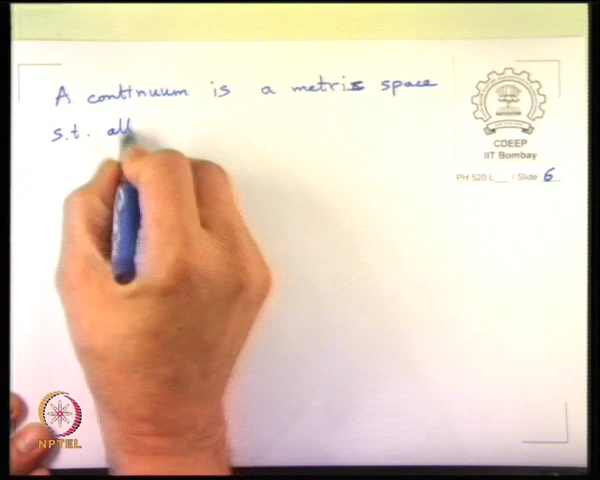 A continuum is a metric space
s.t. all
CDEEP
IIT Bombay
PH 520 L___ / Slide 6
NPTEL